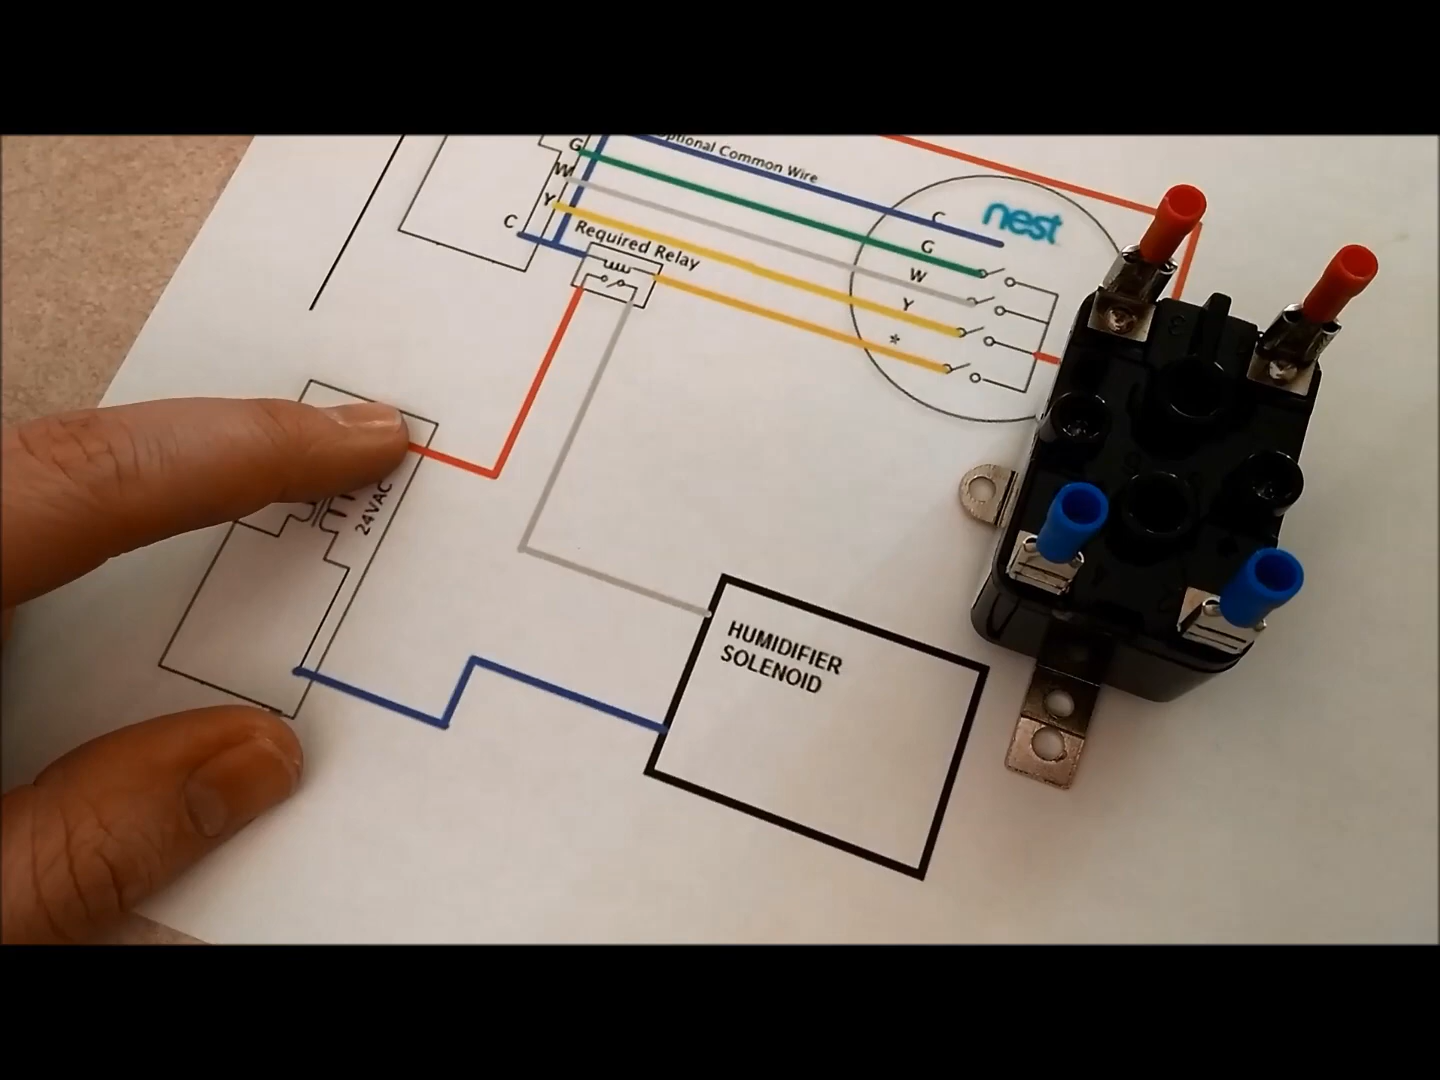 Optional Common Wire
G
W
Y
C
Required Relay
nest
C
G
W
Y
*
24VAC
HUMIDIFIER
SOLENOID